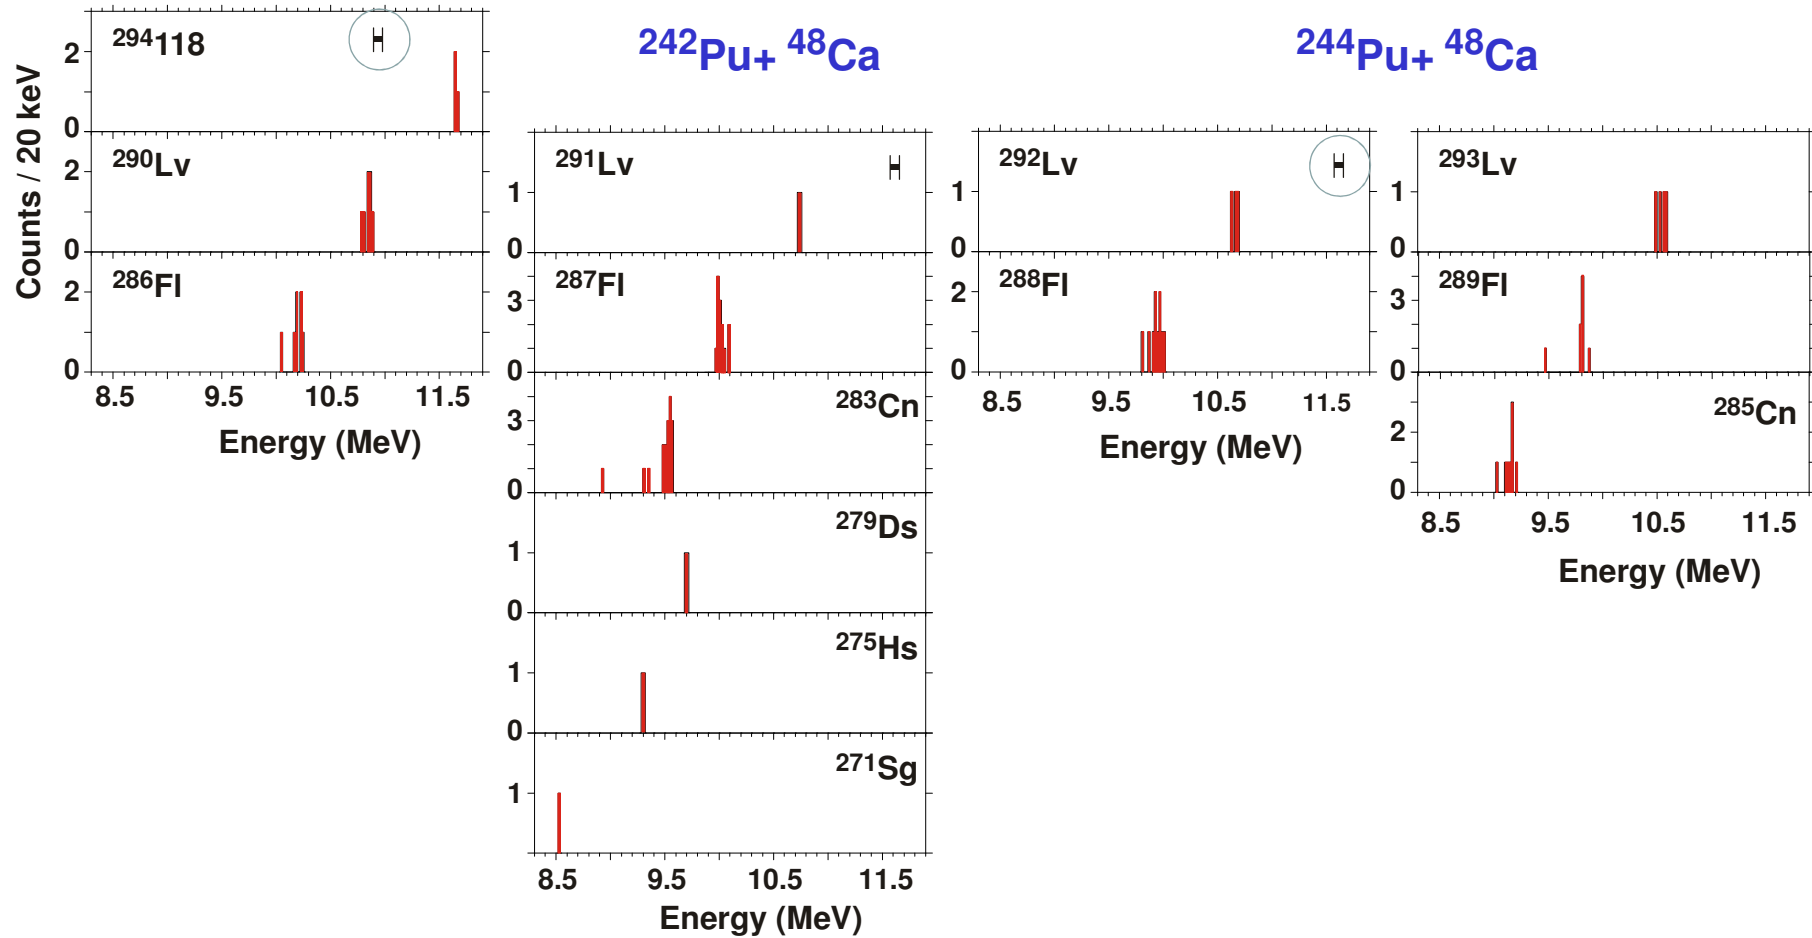 ²⁴²Pu+ ⁴⁸Ca
²⁴⁴Pu+ ⁴⁸Ca
Counts / 20 keV
²⁹⁴118
2
0
²⁹⁰Lv
2
0
²⁸⁶Fl
2
0
8.5 9.5 10.5 11.5
Energy (MeV)
²⁹¹Lv
1
0
²⁸⁷Fl
3
0
²⁸³Cn
3
0
²⁷⁹Ds
1
0
²⁷⁵Hs
1
0
²⁷¹Sg
1
8.5 9.5 10.5 11.5
Energy (MeV)
²⁹²Lv
1
0
²⁸⁸Fl
2
0
8.5 9.5 10.5 11.5
Energy (MeV)
²⁹³Lv
1
0
²⁸⁹Fl
3
0
²⁸⁵Cn
2
0
8.5 9.5 10.5 11.5
Energy (MeV)